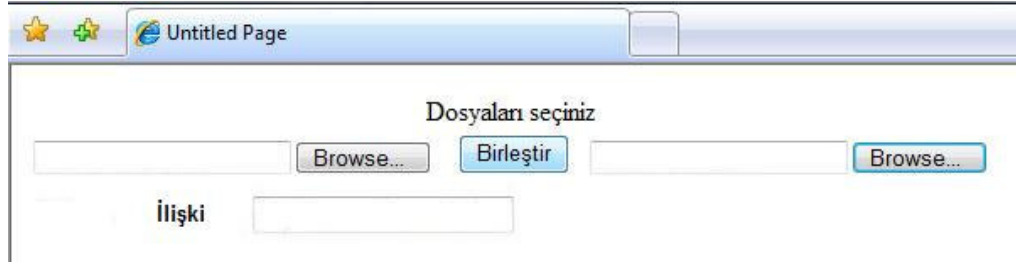 Untitled Page
Dosyaları seçiniz
Browse... Birleştir Browse...
İlişki